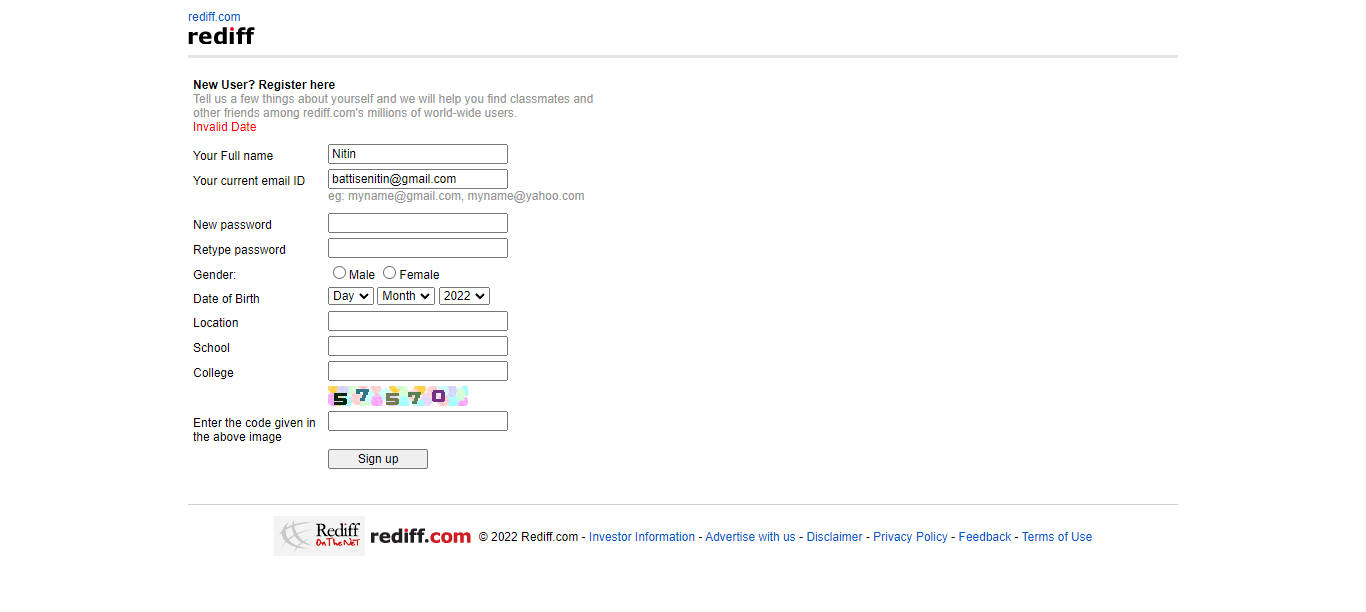 rediff.com
rediff
New User? Register here
Tell us a few things about yourself and we will help you find classmates and
other friends among rediff.com's millions of world-wide users.
Invalid Date
Your Full name Nitin
Your current email ID battisenitin@gmail.com
eg: myname@gmail.com, myname@yahoo.com
New password
Retype password
Gender: Male Female
Date of Birth Day Month 2022
Location
School
College
57570
Enter the code given in
the above image
Sign up
Rediff On The NeT rediff.com © 2022 Rediff.com - Investor Information - Advertise with us - Disclaimer - Privacy Policy - Feedback - Terms of Use